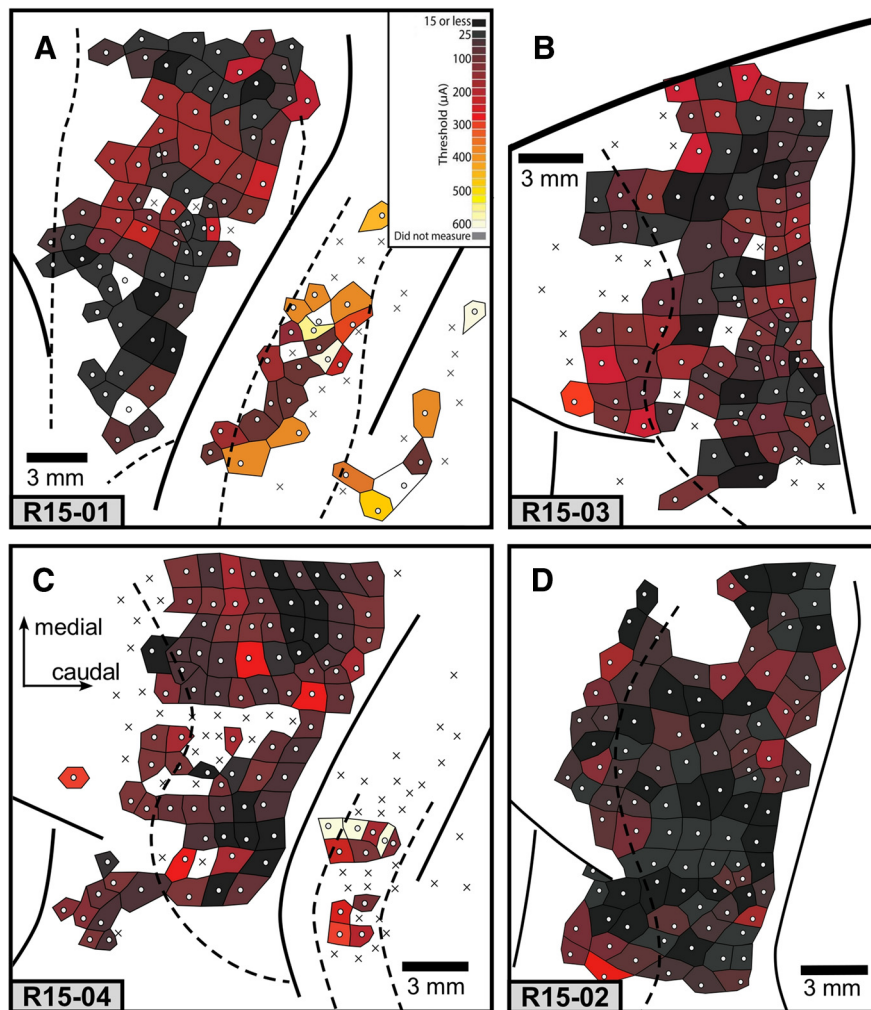 A
15 or less
25
100
200
300
400
500
600
Did not measure
Threshold (µA)
3 mm
R15-01
B
3 mm
R15-03
C
medial
caudal
3 mm
R15-04
D
3 mm
R15-02